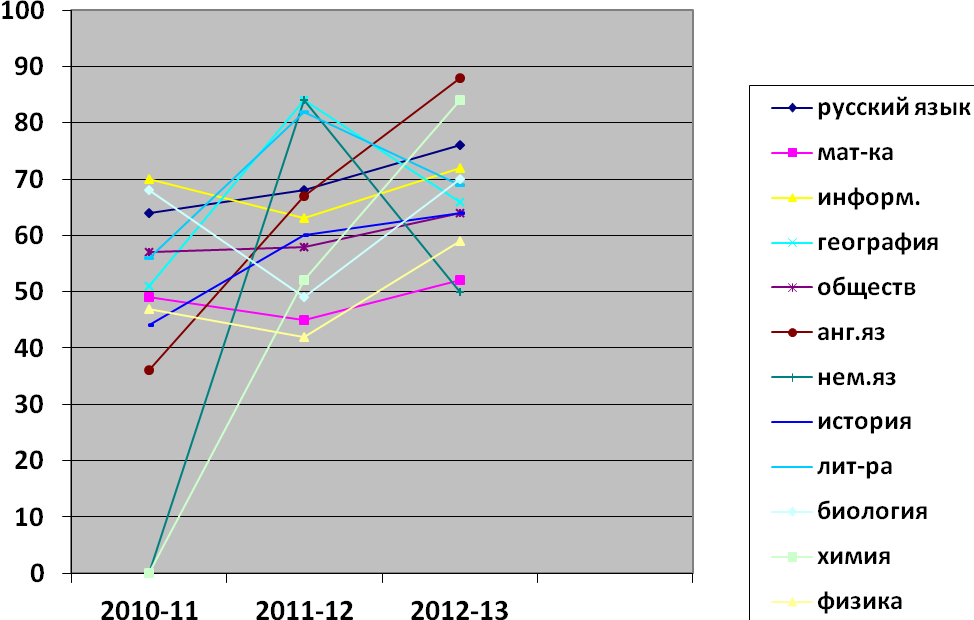 100
90
80
70
60
50
40
30
20
10
0
2010-11
2011-12
2012-13
русский язык
мат-ка
информ.
география
обществ
анг.яз
нем.яз
история
лит-ра
биология
химия
физика